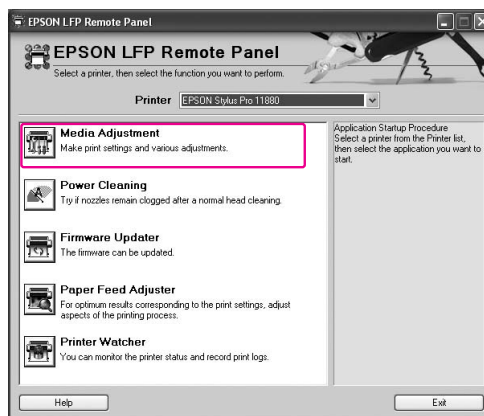 EPSON LFP Remote Panel
EPSON LFP Remote Panel
Select a printer, then select the function you want to perform.
Printer
EPSON Stylus Pro 11880
Media Adjustment
Make print settings and various adjustments.
Power Cleaning
Try if nozzles remain clogged after a normal head cleaning.
Firmware Updater
The firmware can be updated.
Paper Feed Adjuster
For optimum results corresponding to the print settings, adjust
aspects of the printing process.
Printer Watcher
You can monitor the printer status and record print logs.
Application Startup Procedure
Select a printer from the Printer list,
then select the application you want to
start.
Help
Exit